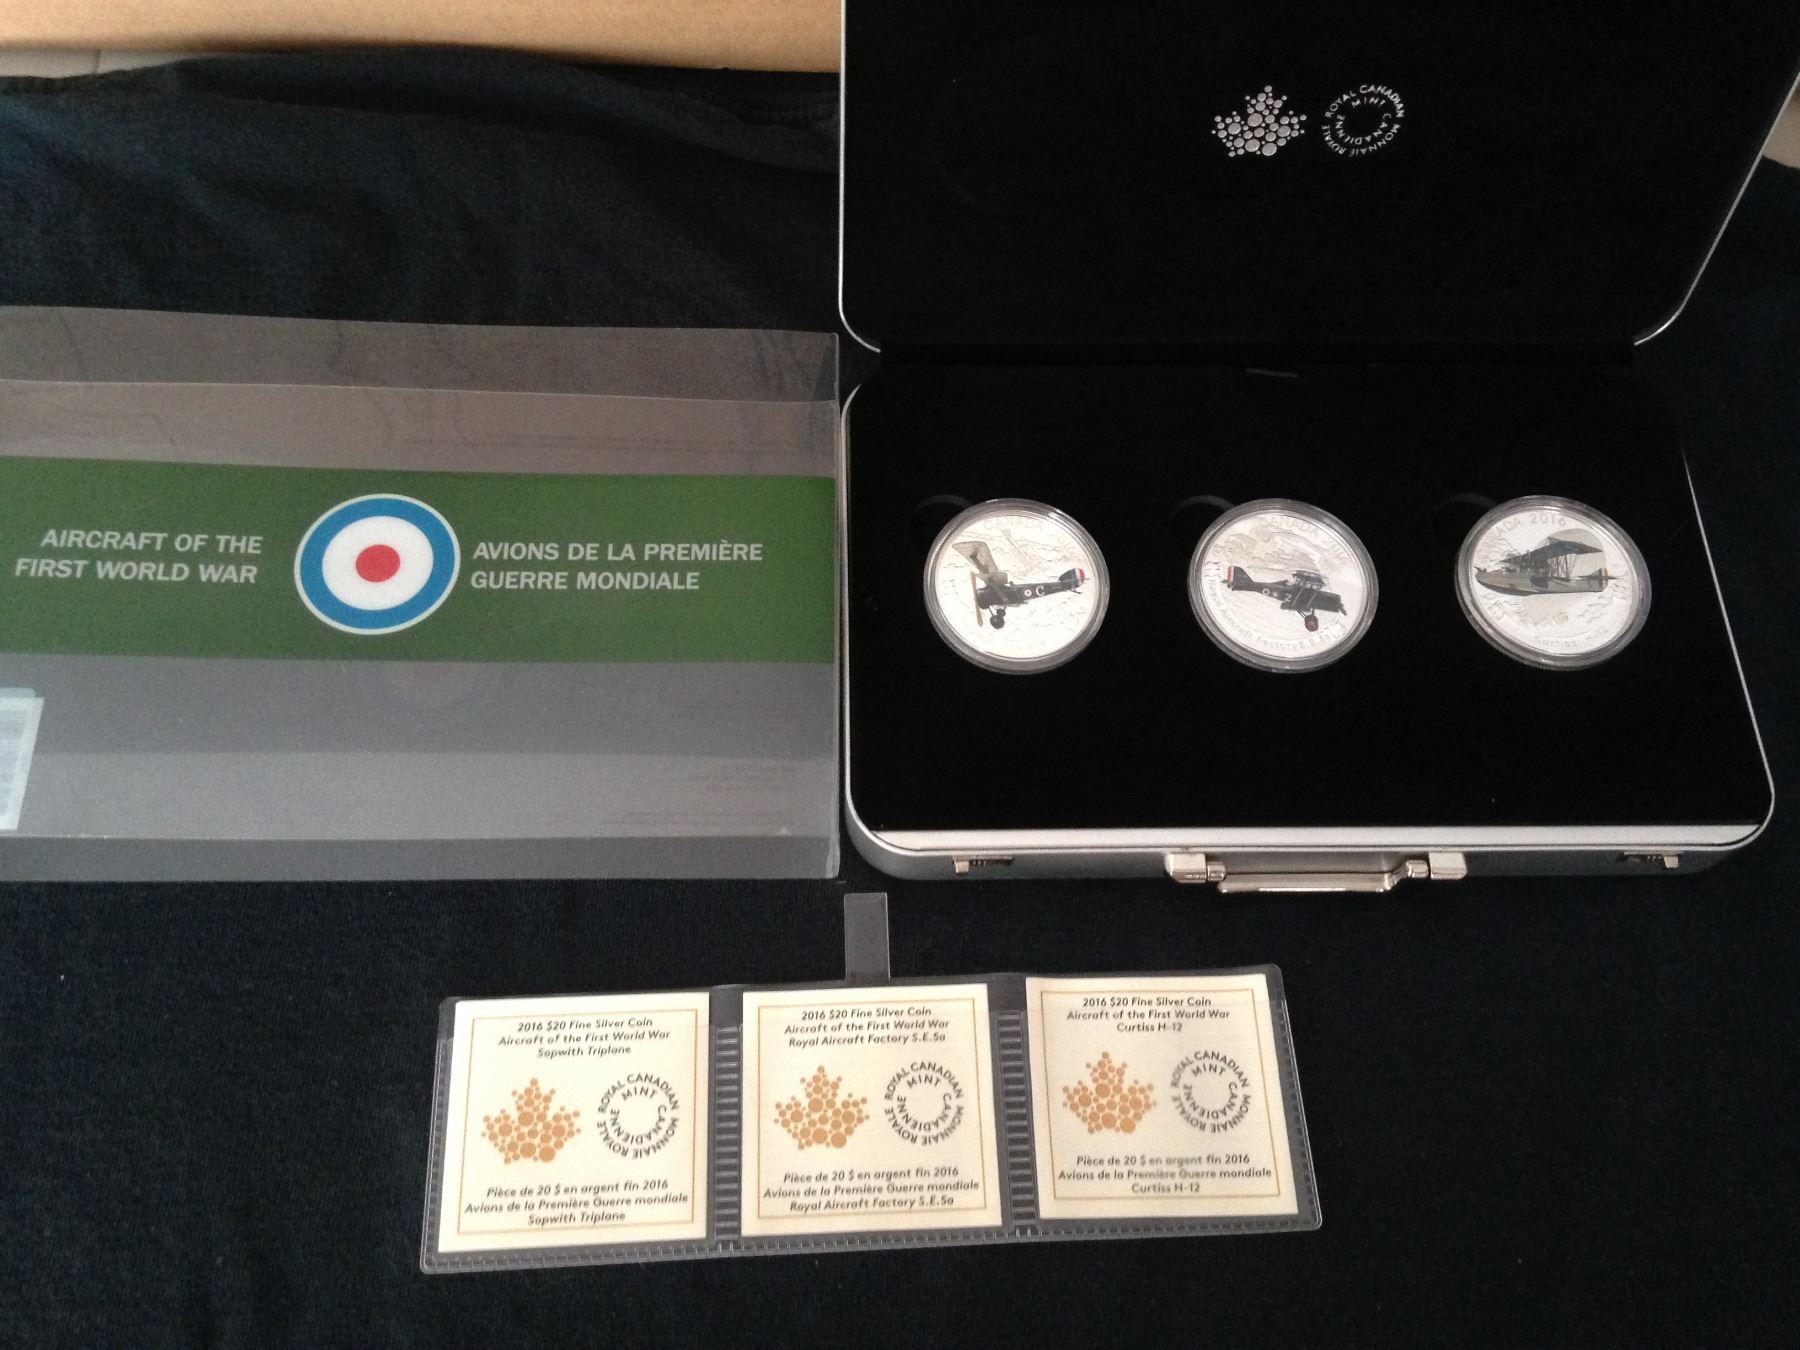 AIRCRAFT OF THE
FIRST WORLD WAR
AVIONS DE LA PREMIÈRE
GUERRE MONDIALE
ROYAL CANADIAN
MINT
MONNAIE ROYALE
CANADIENNE
CANADA
C
CANADA
Z
Royal Aircraft Factory S.E.5a
CANADA 2016
Curtiss H-12
2016 $20 Fine Silver Coin
Aircraft of the First World War
Sopwith Triplane
ROYAL CANADIAN
MINT
MONNAIE ROYALE
CANADIENNE
Pièce de 20 $ en argent fin 2016
Avions de la Première Guerre mondiale
Sopwith Triplane
2016 $20 Fine Silver Coin
Aircraft of the First World War
Royal Aircraft Factory S.E.5a
ROYAL CANADIAN
MINT
MONNAIE ROYALE
CANADIENNE
Pièce de 20 $ en argent fin 2016
Avions de la Première Guerre mondiale
Royal Aircraft Factory S.E.5a
2016 $20 Fine Silver Coin
Aircraft of the First World War
Curtiss H-12
ROYAL CANADIAN
MINT
MONNAIE ROYALE
CANADIENNE
Pièce de 20 $ en argent fin 2016
Avions de la Première Guerre mondiale
Curtiss H-12